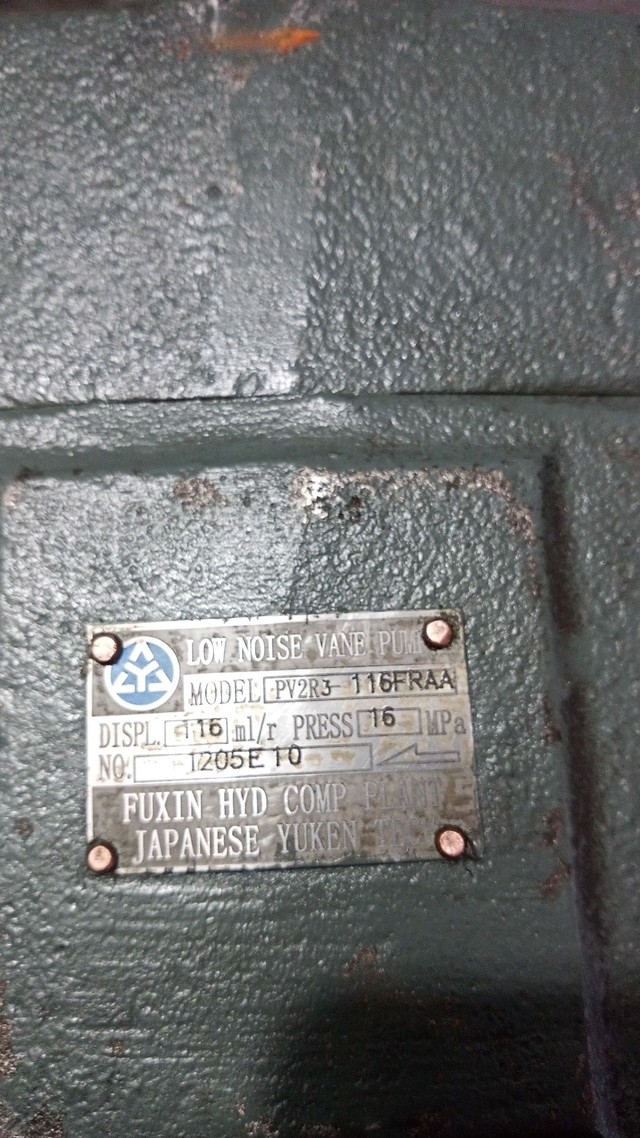 LOW NOISE VANE PUMP
MODEL PV2R3 116FRAA
DISPL. 116 ml/r PRESS 16 MPa
NO. 1205E10
FUXIN HYD COMP PLANT
JAPANESE YUKEN